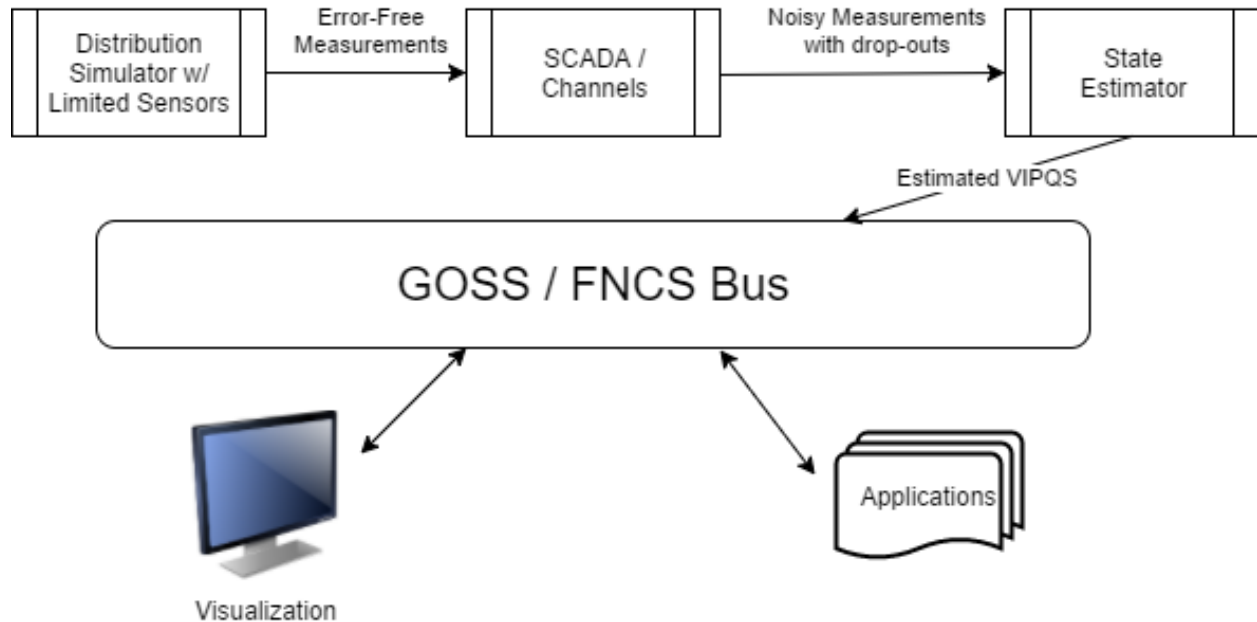 Distribution
Simulator w/
Limited Sensors
Error-Free
Measurements
SCADA /
Channels
Noisy Measurements
with drop-outs
State
Estimator
Estimated VIPQS
GOSS / FNCS Bus
Applications
Visualization